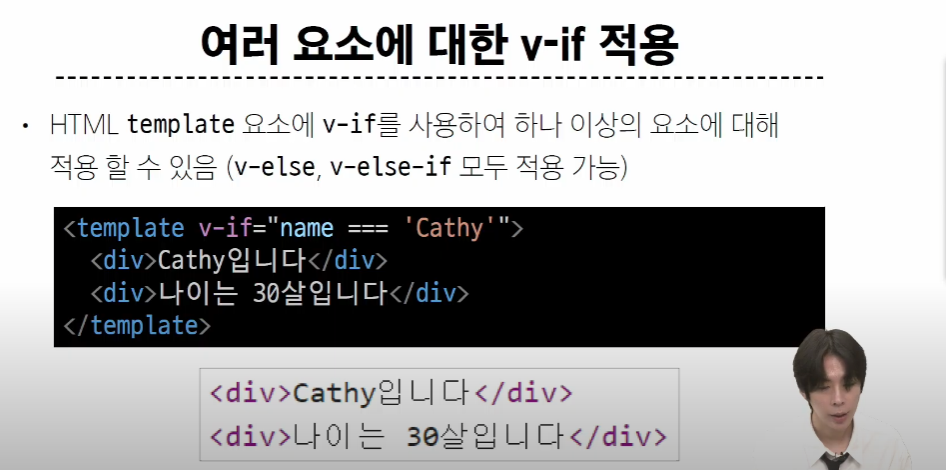 여러 요소에 대한 v-if 적용
• HTML template 요소에 v-if를 사용하여 하나 이상의 요소에 대해
적용 할 수 있음 (v-else, v-else-if 모두 적용 가능)
<template v-if="name === 'Cathy'">
  <div>Cathy입니다</div>
  <div>나이는 30살입니다</div>
</template>
<div>Cathy입니다</div>
<div>나이는 30살입니다</div>